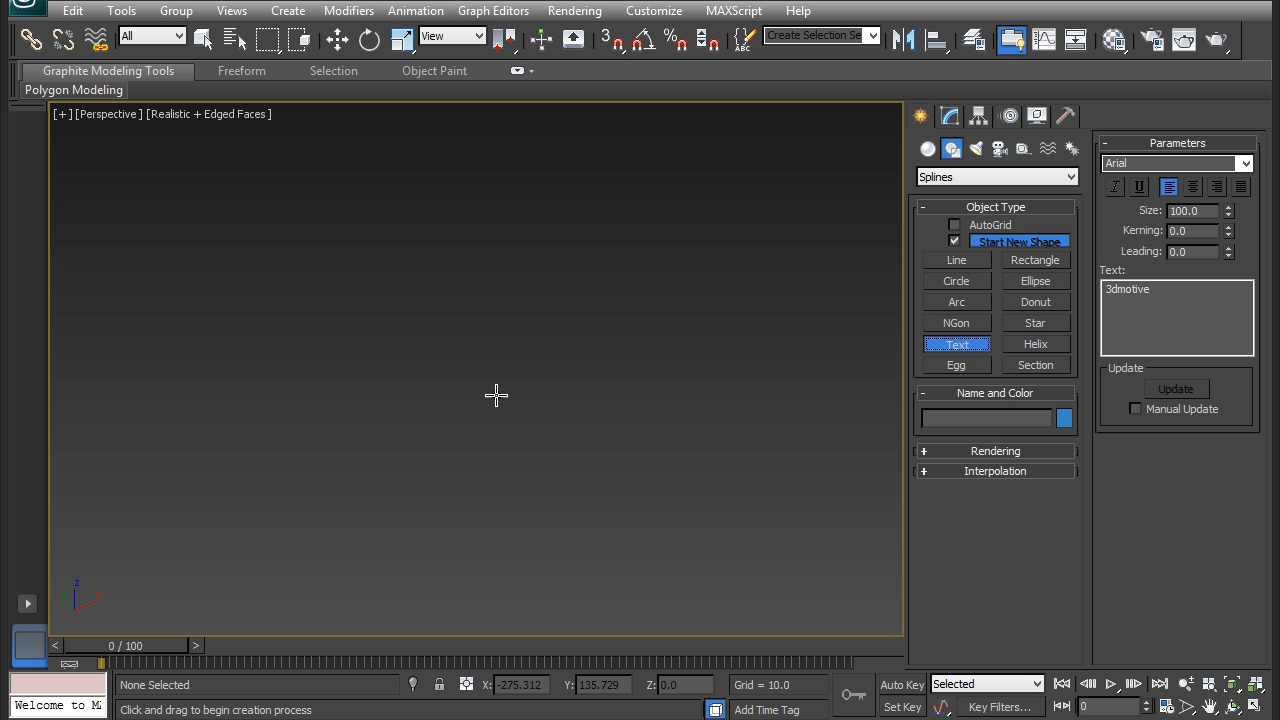 Edit Tools Group Views Create Modifiers Animation Graph Editors Rendering Customize MAXScript Help
All View 3 Create Selection Se
Graphite Modeling Tools Freeform Selection Object Paint
Polygon Modeling
[+] [Perspective] [Realistic + Edged Faces]
Splines
- Object Type
AutoGrid
Start New Shape
Line Rectangle
Circle Ellipse
Arc Donut
NGon Star
Text Helix
Egg Section
- Name and Color
+ Rendering
+ Interpolation
- Parameters
Arial
I U
Size: 100.0
Kerning: 0.0
Leading: 0.0
Text:
3dmotive
Update
Update
Manual Update
z
< 0 / 100 >
None Selected X: -275.312 Y: 135.729 Z: 0.0 Grid = 10.0 Auto Key Selected
Welcome to M Click and drag to begin creation process Add Time Tag Set Key Key Filters... 0